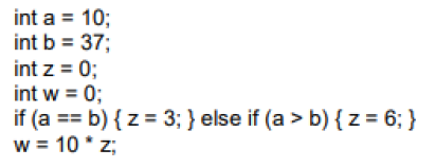 int a = 10;
int b = 37;
int z = 0;
int w = 0;
if (a == b) { z = 3; } else if (a > b) { z = 6; }
w = 10 * z;